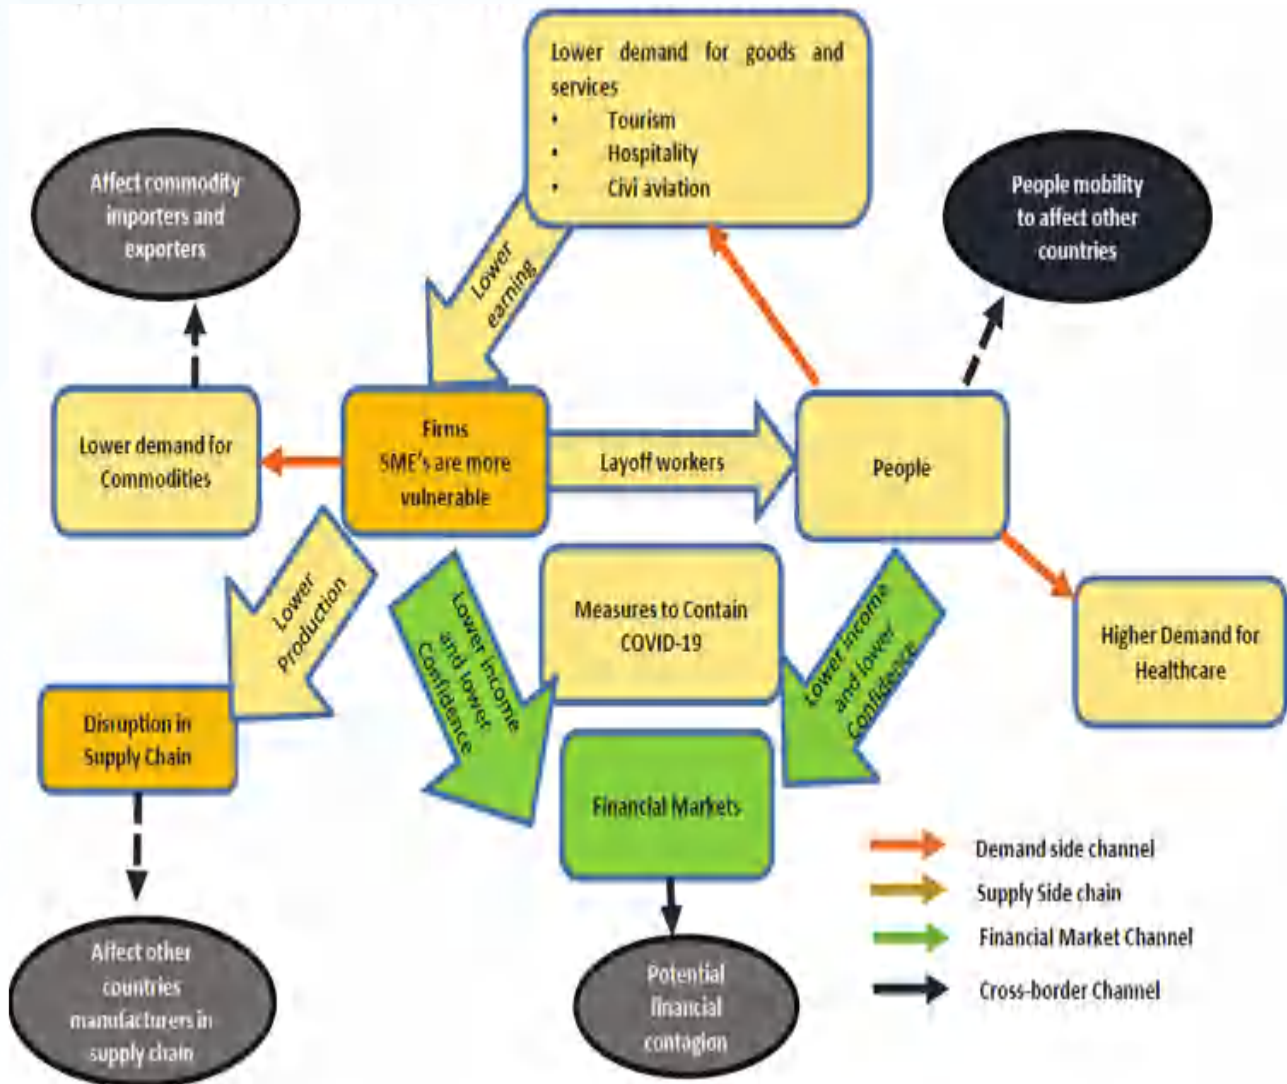 Lower demand for goods and
services
• Tourism
• Hospitality
• Civi aviation
Affect commodity
importers and
exporters
People mobility
to affect other
countries
Lower
earning
Lower demand for
Commodities
Firms
SME's are more
vulnerable
Layoff workers
People
Lower
Production
Lower income
and lower
Confidence
Measures to Contain
COVID-19
Lower income
and lower
Confidence
Higher Demand for
Healthcare
Disruption in
Supply Chain
Financial Markets
Demand side channel
Supply Side chain
Financial Market Channel
Cross-border Channel
Affect other
countries
manufacturers in
supply chain
Potential
financial
contagion